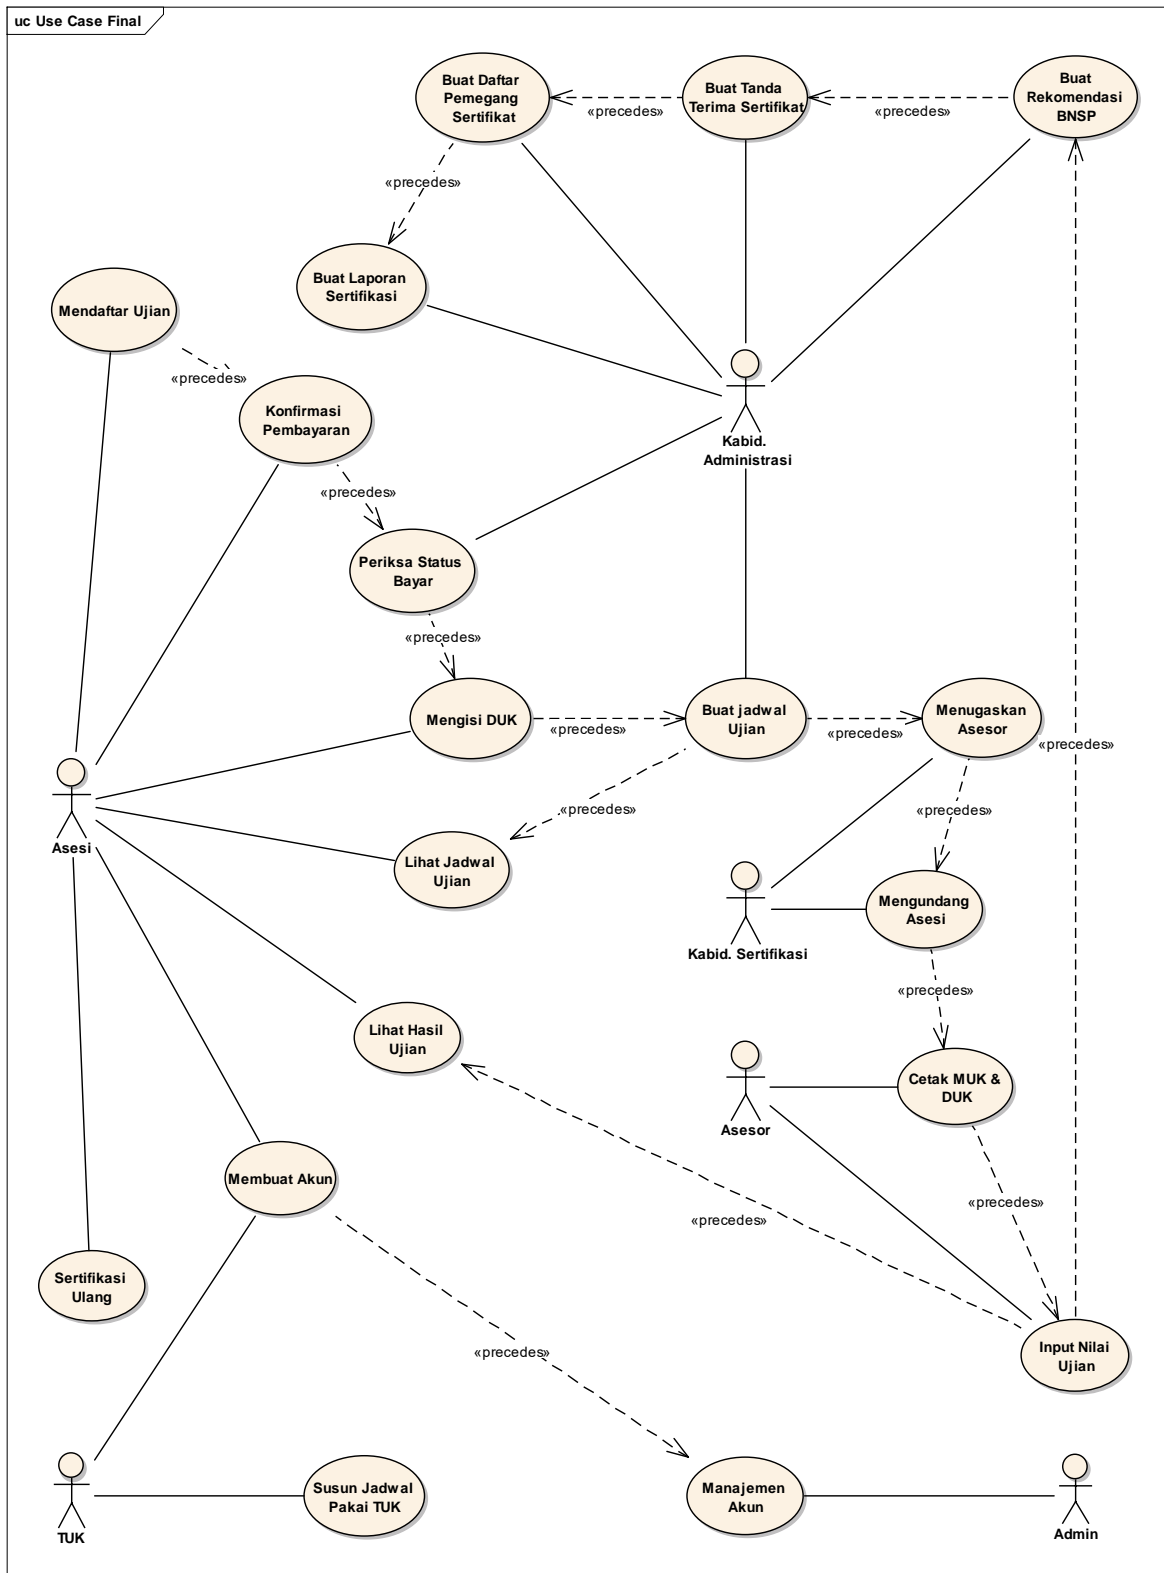 uc Use Case Final
Buat Daftar
Pemegang
Sertifikat
«precedes»
Buat Tanda
Terima Sertifikat
«precedes»
Buat
Rekomendasi
BNSP
«precedes»
Buat Laporan
Sertifikasi
Mendaftar Ujian
«precedes»
Konfirmasi
Pembayaran
Kabid.
Administrasi
«precedes»
Periksa Status
Bayar
«precedes»
Mengisi DUK
«precedes»
Buat jadwal
Ujian
«precedes»
Menugaskan
Asesor
«precedes»
«precedes»
«precedes»
Asesi
Lihat Jadwal
Ujian
Mengundang
Asesi
Kabid. Sertifikasi
«precedes»
Lihat Hasil
Ujian
Cetak MUK &
DUK
Asesor
Membuat Akun
«precedes»
«precedes»
Sertifikasi
Ulang
«precedes»
Input Nilai
Ujian
Susun Jadwal
Pakai TUK
Manajemen
Akun
TUK
Admin